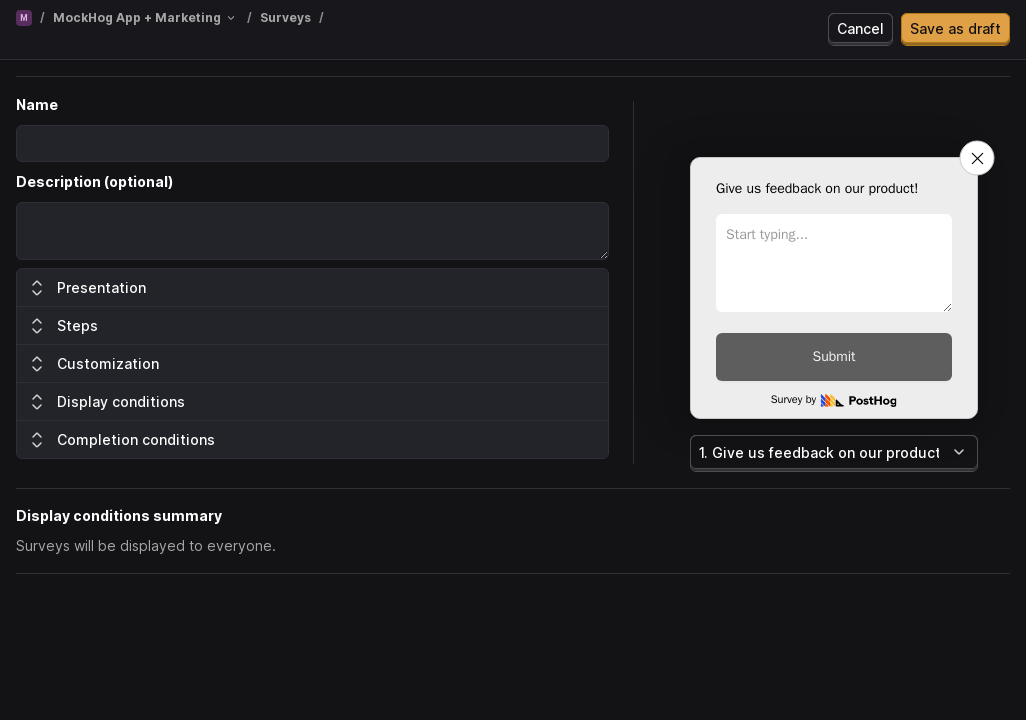 M / MockHog App + Marketing / Surveys /
Cancel
Save as draft
Name
Description (optional)
Presentation
Steps
Customization
Display conditions
Completion conditions
Give us feedback on our product!
Start typing...
Submit
Survey by PostHog
1. Give us feedback on our product
Display conditions summary
Surveys will be displayed to everyone.